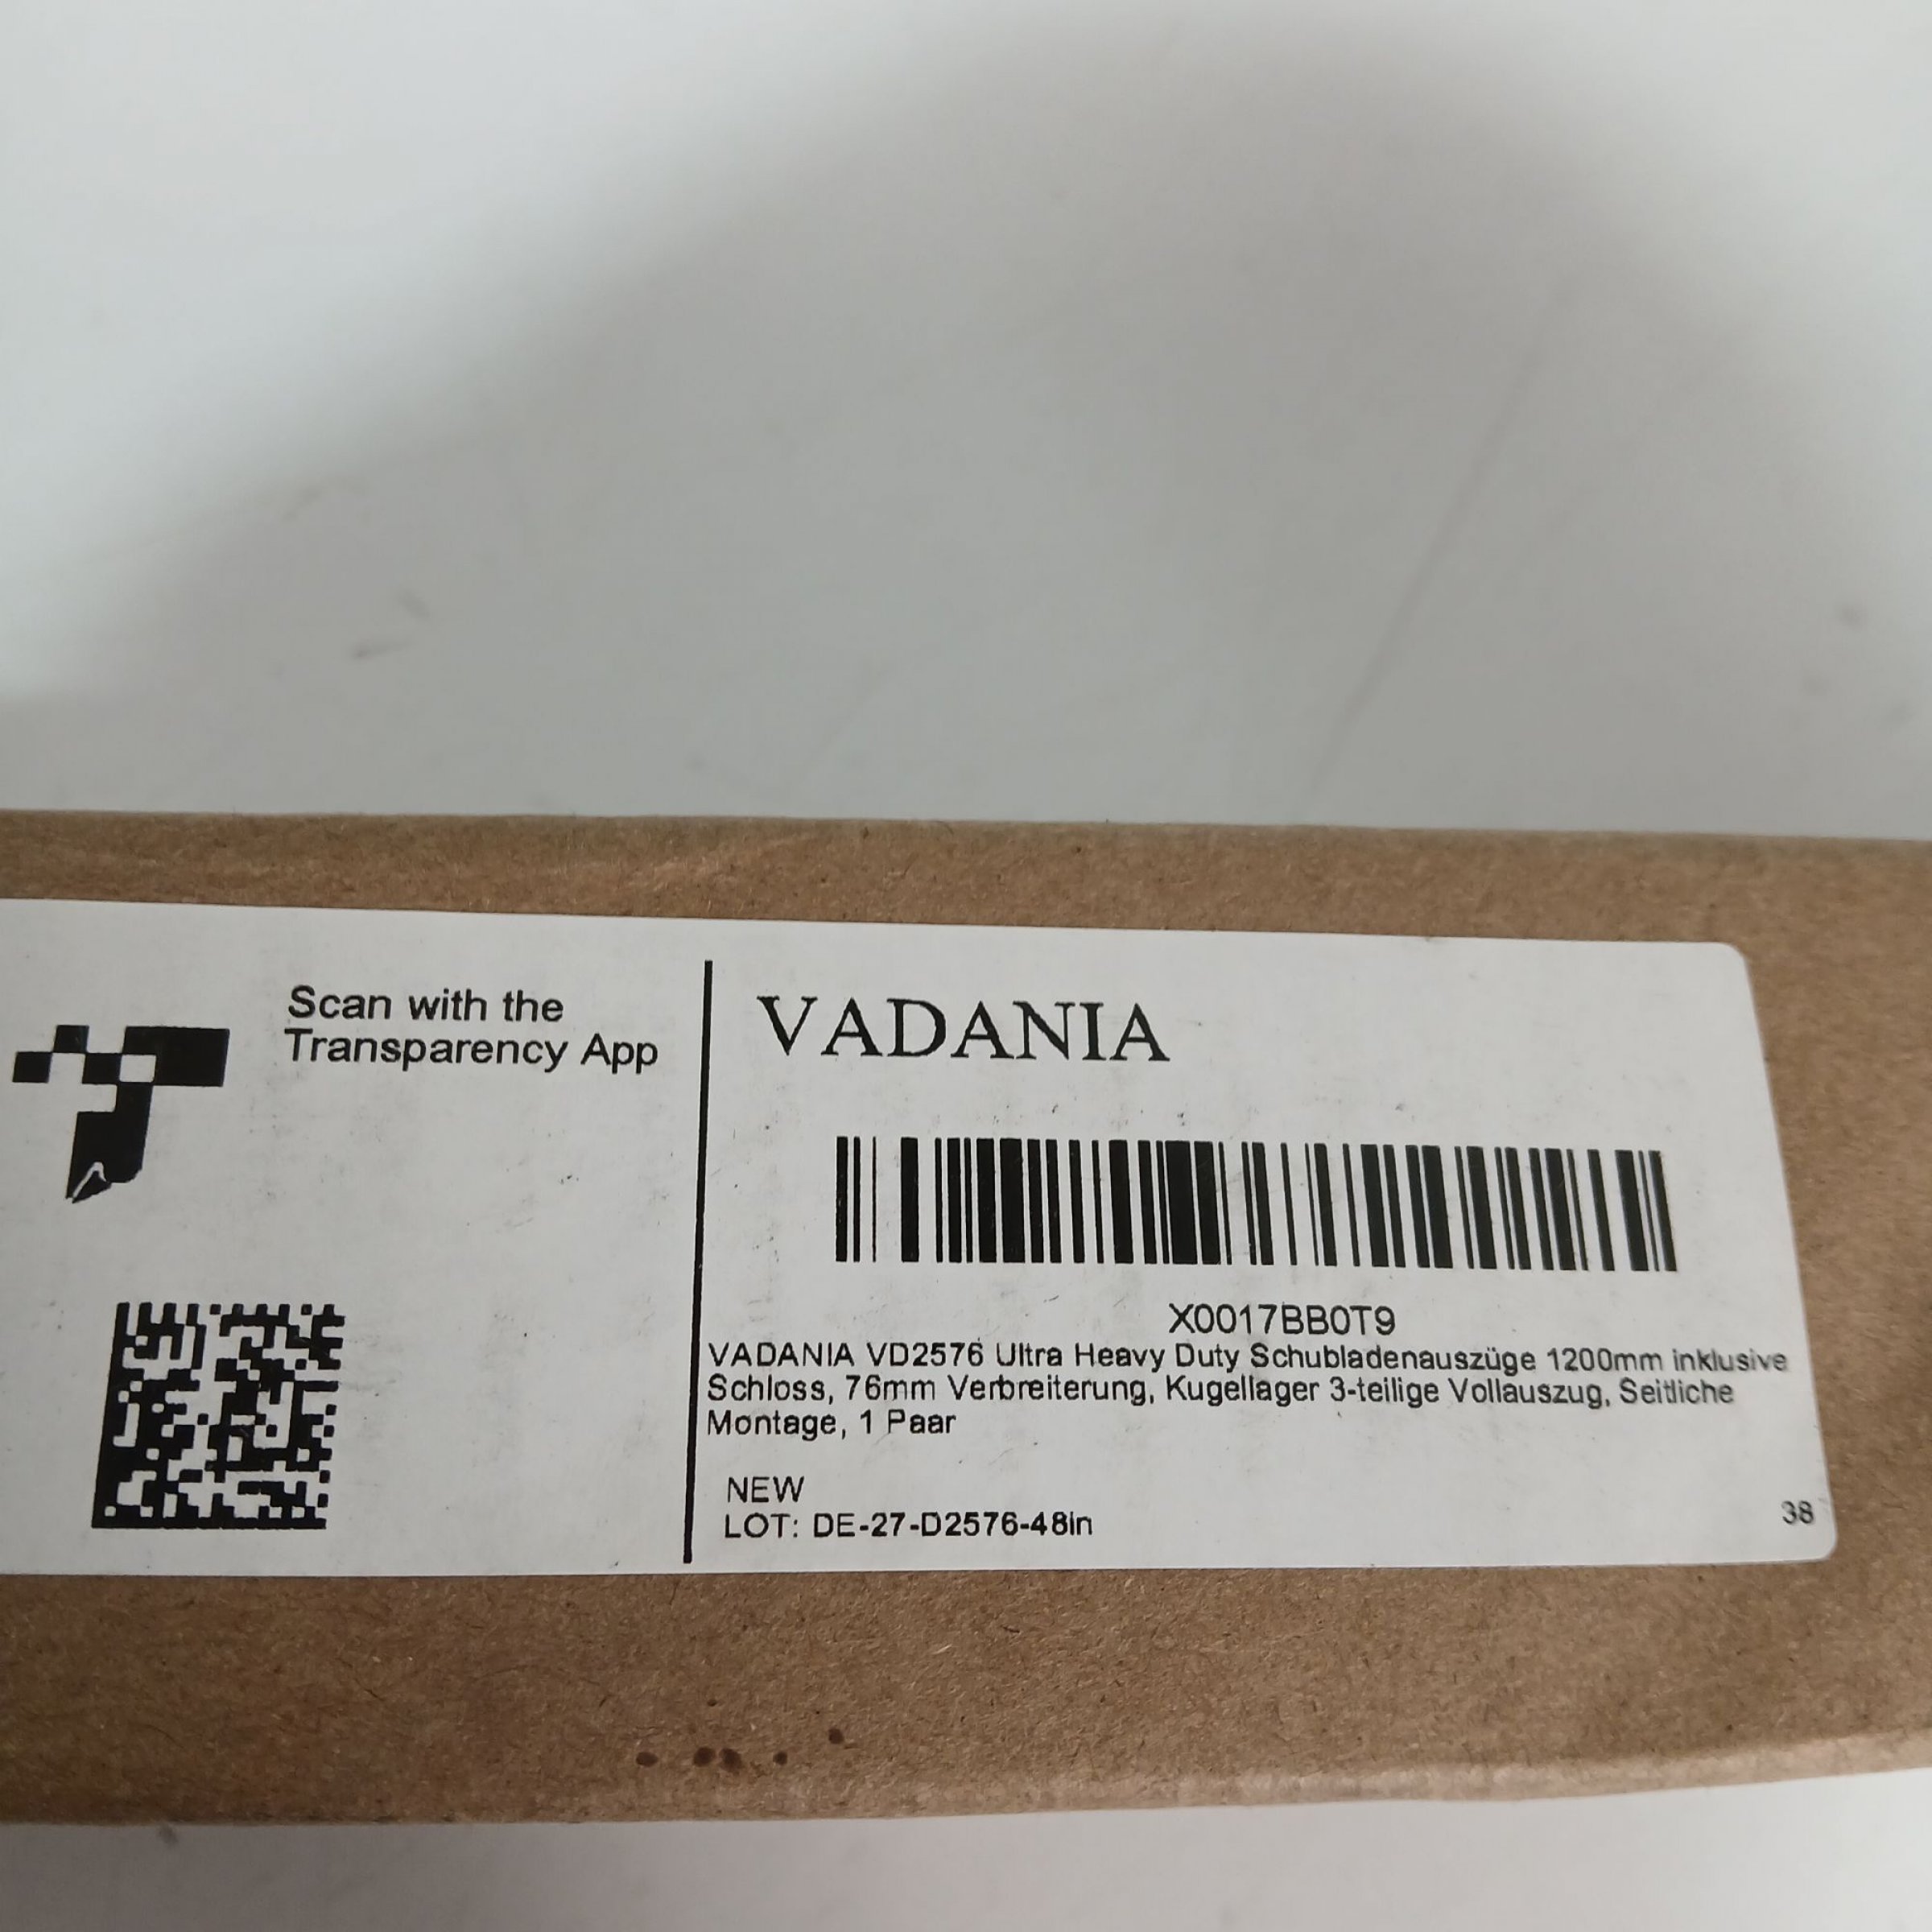 Scan with the
Transparency App
VADANIA
X0017BB0T9
VADANIA VD2576 Ultra Heavy Duty Schubladenauszüge 1200mm inklusive
Schloss, 76mm Verbreiterung, Kugellager 3-teilige Vollauszug, Seitliche
Montage, 1 Paar
NEW
LOT: DE-27-D2576-48in
38